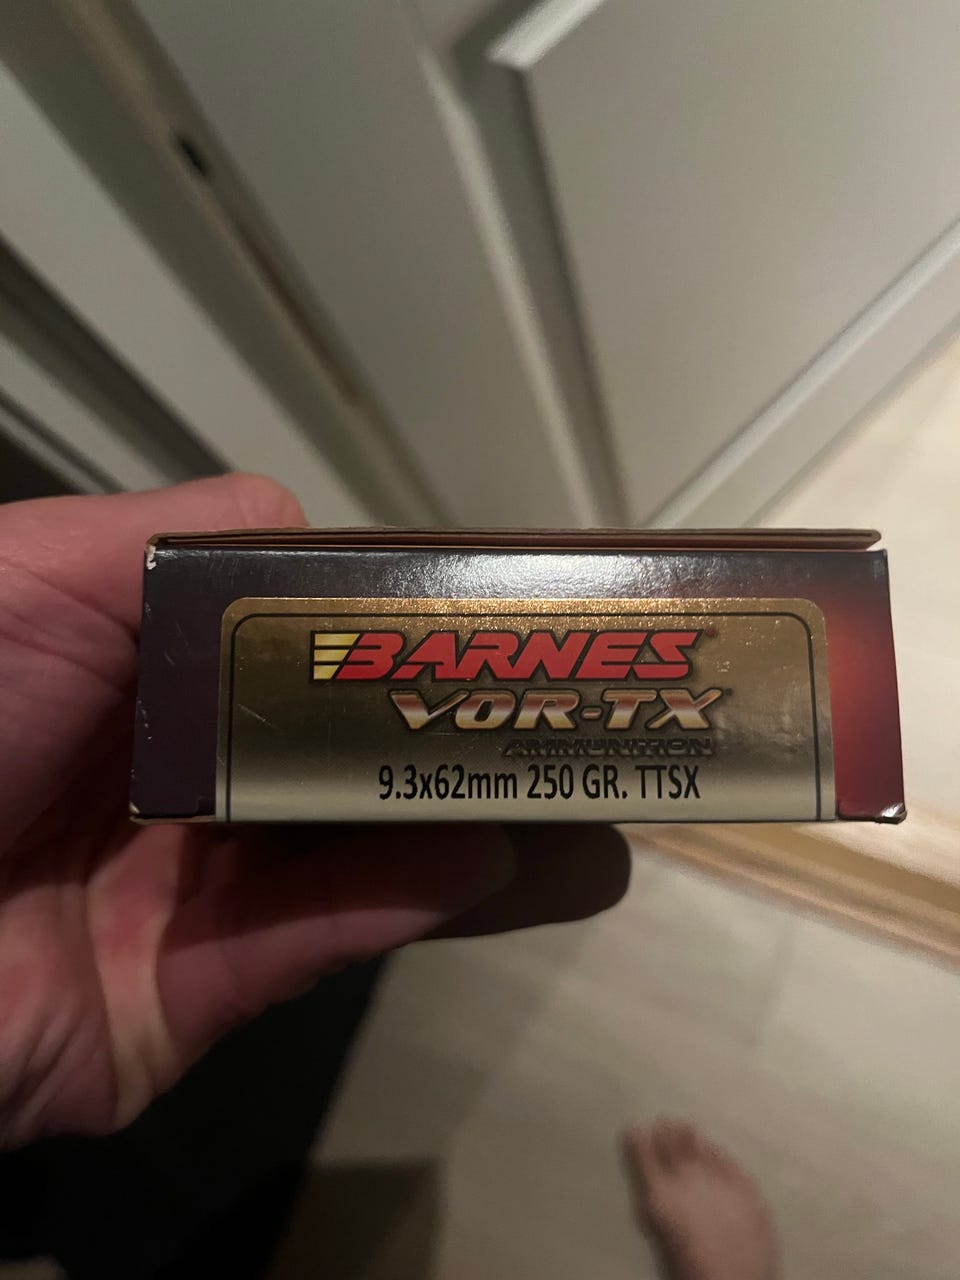 BARNES®
VOR-TX®
AMMUNITION
9.3x62mm 250 GR. TTSX